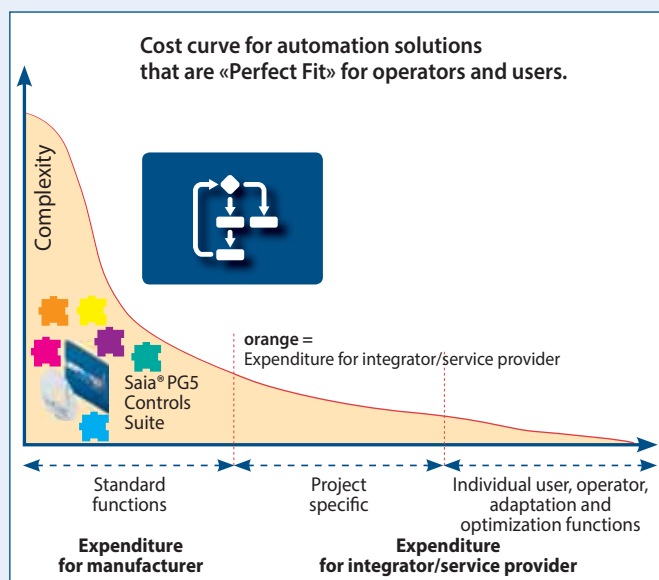 Cost curve for automation solutions
that are «Perfect Fit» for operators and users.
Complexity
orange =
Expenditure for integrator/service provider
Saia® PG5
Controls
Suite
Standard
functions
Project
specific
Individual user, operator,
adaptation and
optimization functions
Expenditure
for manufacturer
Expenditure
for integrator/service provider